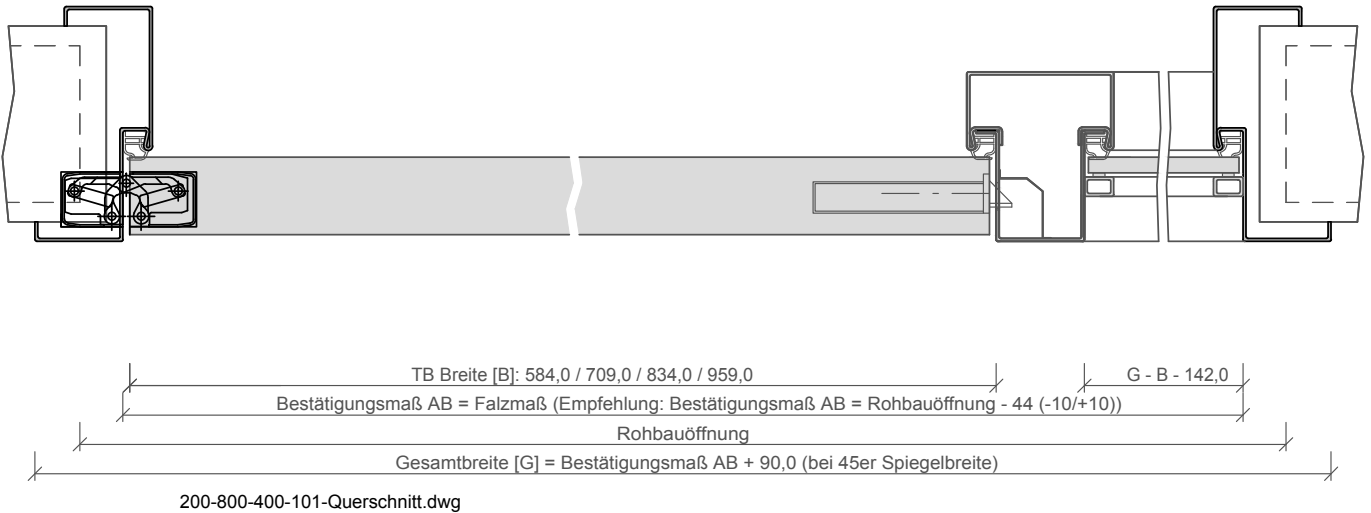 TB Breite [B]: 584,0 / 709,0 / 834,0 / 959,0
G - B - 142,0
Bestätigungsmaß AB = Falzmaß (Empfehlung: Bestätigungsmaß AB = Rohbauöffnung - 44 (-10/+10))
Rohbauöffnung
Gesamtbreite [G] = Bestätigungsmaß AB + 90,0 (bei 45er Spiegelbreite)
200-800-400-101-Querschnitt.dwg